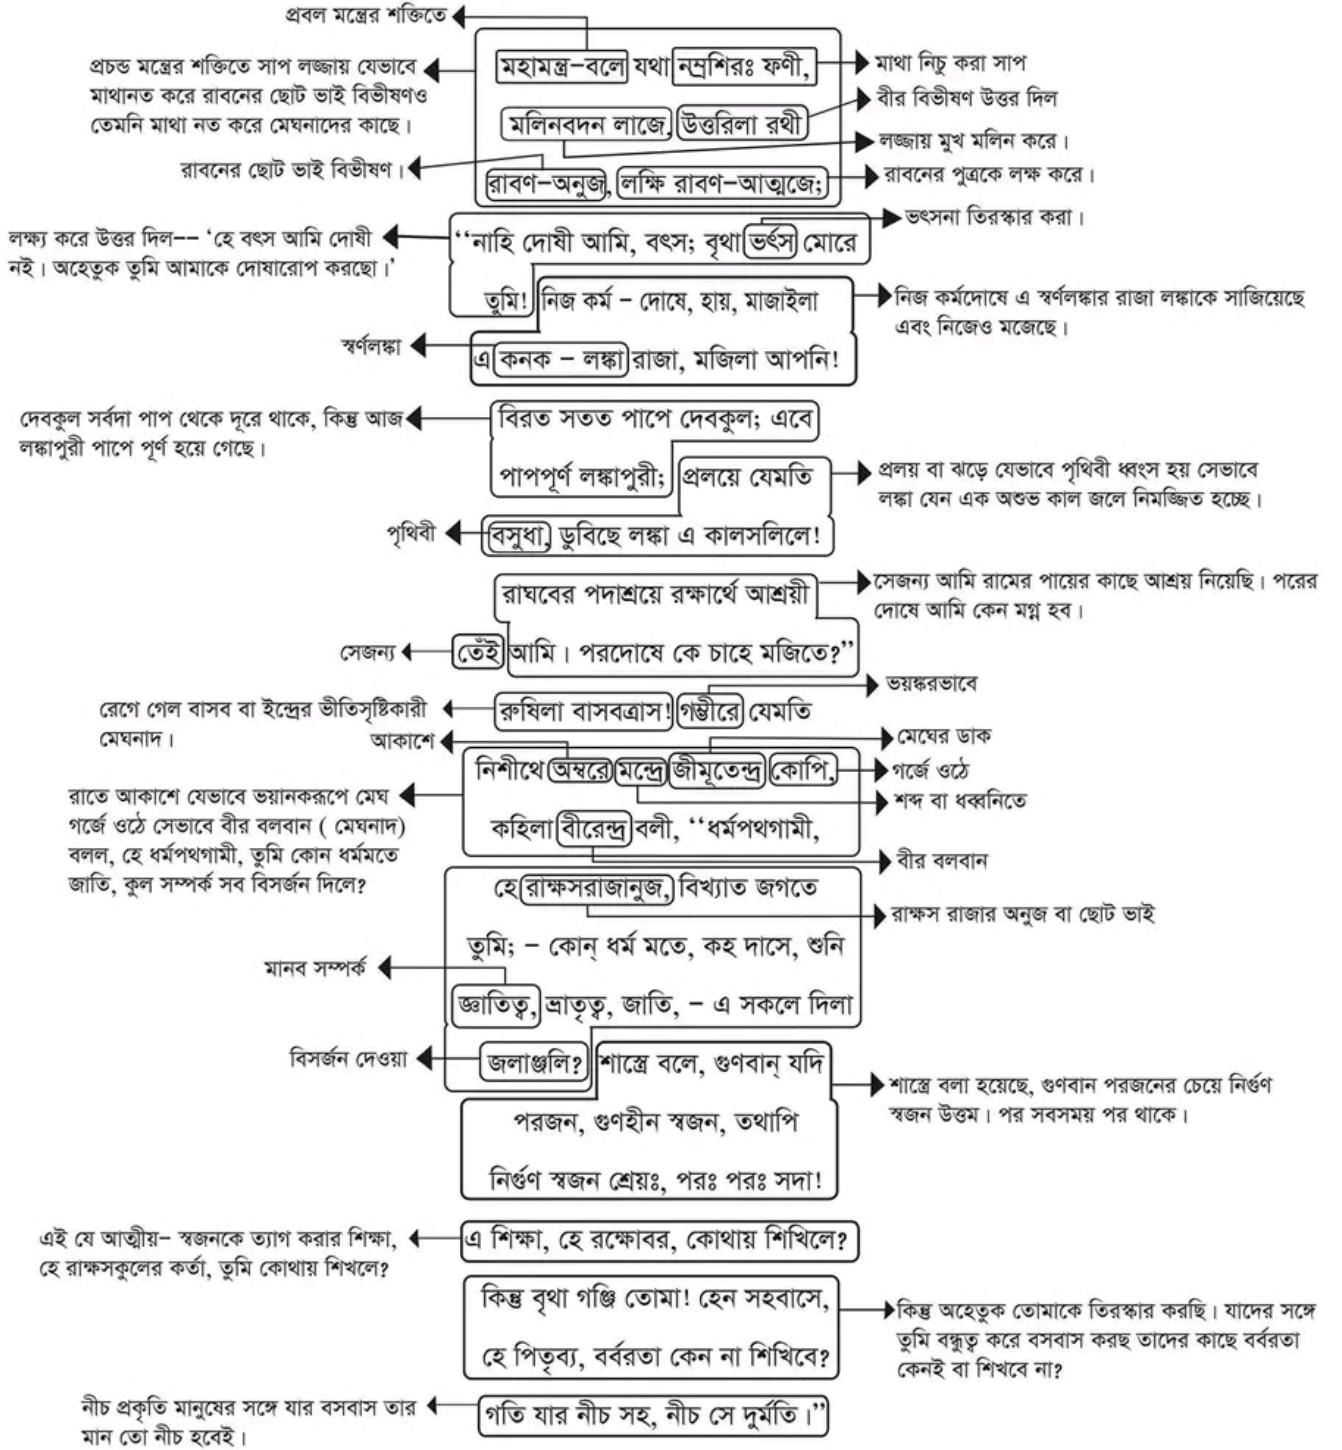 প্রবল মন্ত্রের শক্তিতে
মহামন্ত্র-বলে যথা নম্রশিরঃ ফণী,
মাথা নিচু করা সাপ
প্রচন্ড মন্ত্রের শক্তিতে সাপ লজ্জায় যেভাবে
মাথানত করে রাবনের ছোট ভাই বিভীষণও
তেমনি মাথা নত করে মেঘনাদের কাছে।
বীর বিভীষণ উত্তর দিল
মলিনবদন লাজে, উত্তরিলা রথী
লজ্জায় মুখ মলিন করে।
রাবনের ছোট ভাই বিভীষণ।
রাবণ-অনুজ, লক্ষি রাবণ-আত্মজে;
রাবনের পুত্রকে লক্ষ করে।
ভৎসনা তিরস্কার করা।
লক্ষ্য করে উত্তর দিল-- ‘হে বৎস আমি দোষী
নই। অহেতুক তুমি আমাকে দোষারোপ করছো।’
“নাহি দোষী আমি, বৎস; বৃথা ভর্ৎস মোরে
তুমি! নিজ কর্ম - দোষে, হায়, মাজাইলা
নিজ কর্মদোষে এ স্বর্ণলঙ্কার রাজা লঙ্কাকে সাজিয়েছে
এবং নিজেও মজেছে।
স্বর্ণলঙ্কা
এ কনক - লঙ্কা রাজা, মজিলা আপনি!
দেবকুল সর্বদা পাপ থেকে দূরে থাকে, কিন্তু আজ
লঙ্কাপুরী পাপে পূর্ণ হয়ে গেছে।
বিরত সতত পাপে দেবকুল; এবে
পাপপূর্ণ লঙ্কাপুরী; প্রলয়ে যেমতি
প্রলয় বা ঝড়ে যেভাবে পৃথিবী ধ্বংস হয় সেভাবে
লঙ্কা যেন এক অশুভ কাল জলে নিমজ্জিত হচ্ছে।
পৃথিবী
বসুধা, ডুবিছে লঙ্কা এ কালসলিলে!
রাঘবের পদাশ্রয়ে রক্ষার্থে আশ্রয়ী
সেজন্য আমি রামের পায়ের কাছে আশ্রয় নিয়েছি। পরের
দোষে আমি কেন মগ্ন হব।
সেজন্য
তেঁই আমি। পরদোষে কে চাহে মজিতে?”
ভয়ঙ্করভাবে
রেগে গেল বাসব বা ইন্দ্রের ভীতিসৃষ্টিকারী
মেঘনাদ।
রুষিলা বাসবত্রাস! গম্ভীরে যেমতি
আকাশে
মেঘের ডাক
নিশীথে অম্বরে মন্দ্রে জীমূতেন্দ্র কোপি,
গর্জে ওঠে
শব্দ বা ধব্বনিতে
রাতে আকাশে যেভাবে ভয়ানকরূপে মেঘ
গর্জে ওঠে সেভাবে বীর বলবান ( মেঘনাদ)
বলল, হে ধর্মপথগামী, তুমি কোন ধর্মমতে
জাতি, কুল সম্পর্ক সব বিসর্জন দিলে?
কহিলা বীরেন্দ্র বলী, “ধর্মপথগামী,
বীর বলবান
হে রাক্ষসরাজানুজ, বিখ্যাত জগতে
রাক্ষস রাজার অনুজ বা ছোট ভাই
তুমি; - কোন্ ধর্ম মতে, কহ দাসে, শুনি
মানব সম্পর্ক
জ্ঞাতিত্ব, ভ্রাতৃত্ব, জাতি, - এ সকলে দিলা
বিসর্জন দেওয়া
জলাঞ্জলি? শাস্ত্রে বলে, গুণবান্ যদি
শাস্ত্রে বলা হয়েছে, গুণবান পরজনের চেয়ে নির্গুণ
স্বজন উত্তম। পর সবসময় পর থাকে।
পরজন, গুণহীন স্বজন, তথাপি
নির্গুণ স্বজন শ্রেয়ঃ, পরঃ পরঃ সদা!
এই যে আত্মীয়- স্বজনকে ত্যাগ করার শিক্ষা,
হে রাক্ষসকুলের কর্তা, তুমি কোথায় শিখলে?
এ শিক্ষা, হে রক্ষোবর, কোথায় শিখিলে?
কিন্তু বৃথা গঞ্জি তোমা! হেন সহবাসে,
হে পিতৃব্য, বর্বরতা কেন না শিখিবে?
কিন্তু অহেতুক তোমাকে তিরস্কার করছি। যাদের সঙ্গে
তুমি বন্ধুত্ব করে বসবাস করছ তাদের কাছে বর্বরতা
কেনই বা শিখবে না?
নীচ প্রকৃতি মানুষের সঙ্গে যার বসবাস তার
মান তো নীচ হবেই।
গতি যার নীচ সহ, নীচ সে দুর্মতি।”